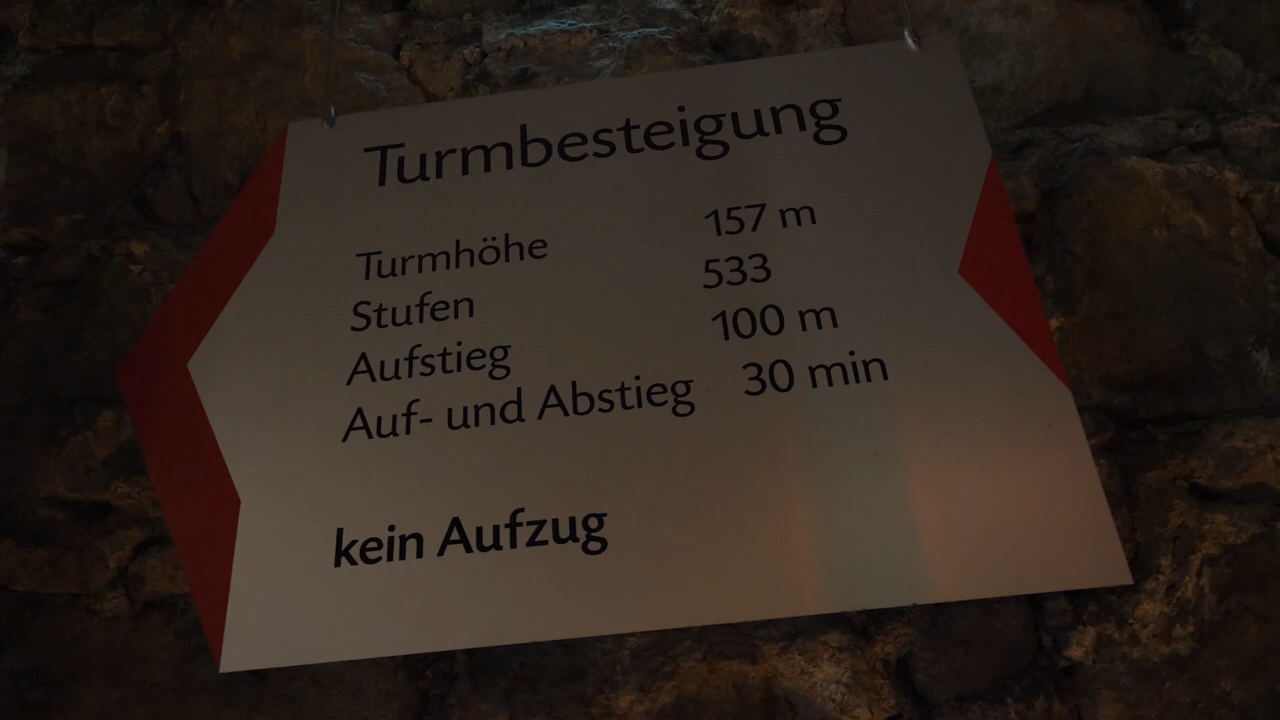 Turmbesteigung
Turmhöhe 157 m
Stufen 533
Aufstieg 100 m
Auf- und Abstieg 30 min
kein Aufzug